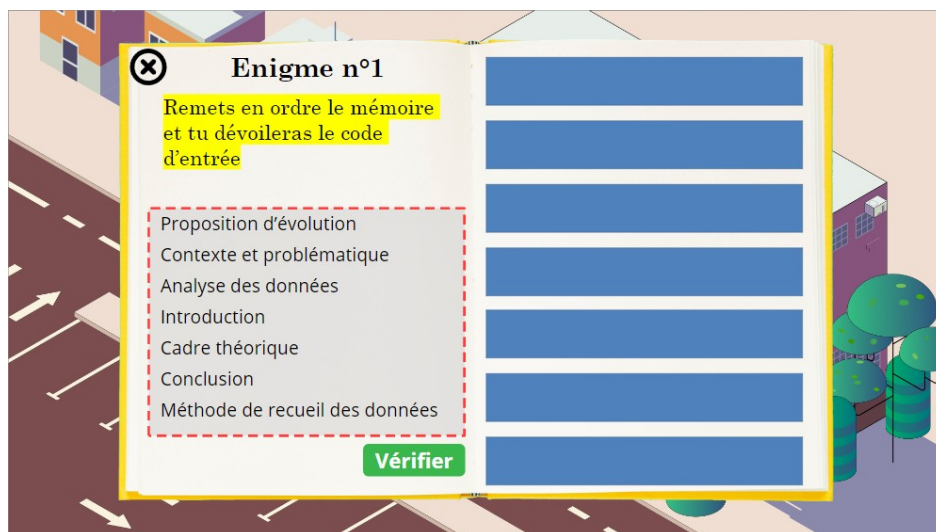 Enigme n°1
Remets en ordre le mémoire
et tu dévoileras le code
d'entrée
Proposition d'évolution
Contexte et problématique
Analyse des données
Introduction
Cadre théorique
Conclusion
Méthode de recueil des données
Vérifier